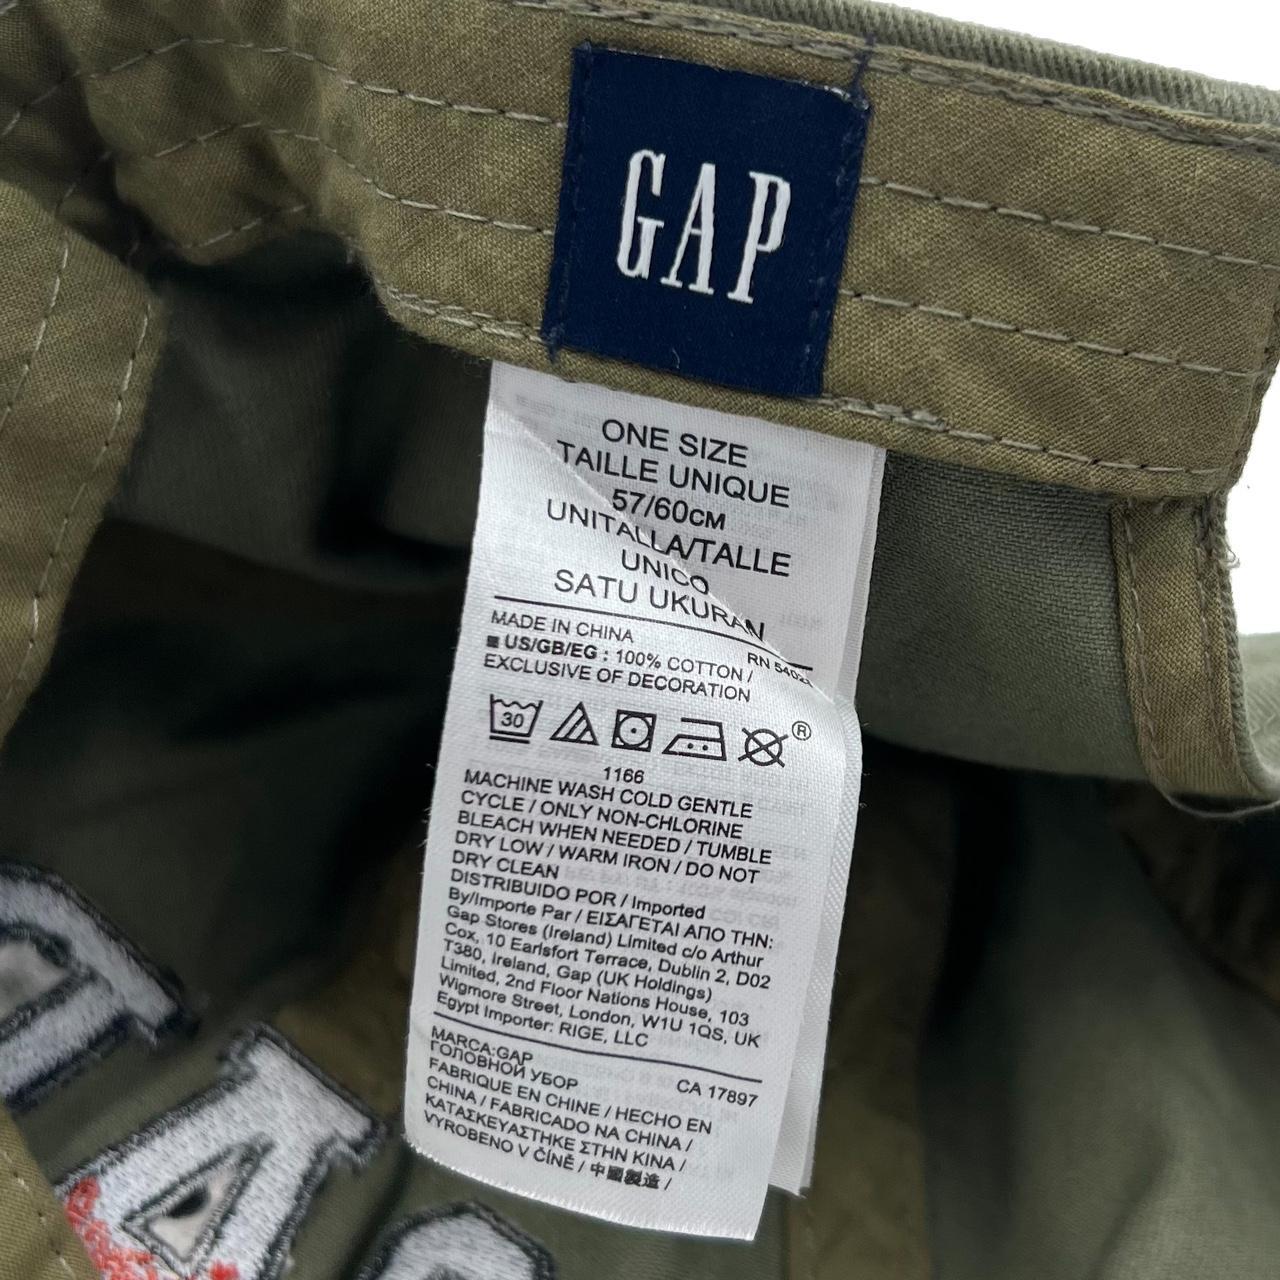 GAP
ONE SIZE
TAILLE UNIQUE
57/60CM
UNITALLA/TALLE
UNICO
SATU UKURAN
MADE IN CHINA
RN
■ US/GB/EG : 100% COTTON /
EXCLUSIVE OF DECORATION
30
®
1166
MACHINE WASH COLD GENTLE
CYCLE / ONLY NON-CHLORINE
BLEACH WHEN NEEDED / TUMBLE
DRY LOW / WARM IRON / DO NOT
DRY CLEAN
DISTRIBUIDO POR / Imported
By/Importe Par / ΕΙΣΑΓΕΤΑΙ ΑΠΟ ΤΗΝ:
Gap Stores (Ireland) Limited c/o Arthur
Cox, 10 Earlsfort Terrace, Dublin 2, D02
T380, Ireland, Gap (UK Holdings)
Limited, 2nd Floor Nations House, 103
Wigmore Street, London, W1U 1QS, UK
Egypt Importer: RIGE, LLC
MARCA:GAP
CA 17897
ГОЛОВНОЙ УБОР
FABRIQUE EN CHINE / HECHO EN
CHINA / FABRICADO NA CHINA /
ΚΑΤΑΣΚΕΥΑΣΤΗΚΕ ΣΤΗΝ ΚΙΝΑ /
VYROBENO V ČÍNĚ / 中國製造 /